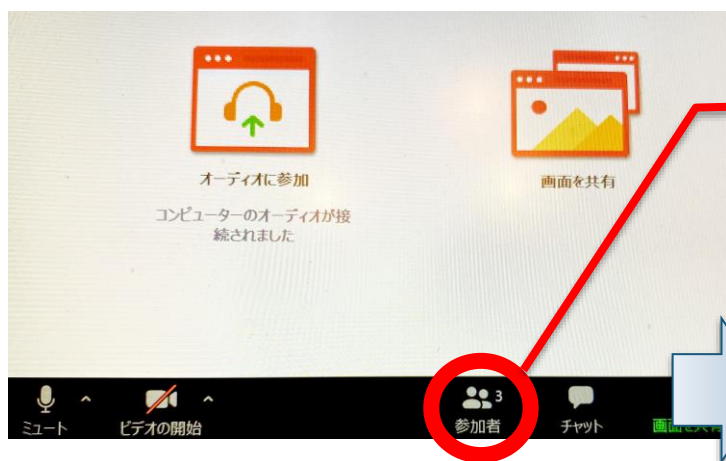 オーディオに参加
画面を共有
コンピューターのオーディオが接
続されました
3
ミュート
ビデオの開始
参加者
チャット